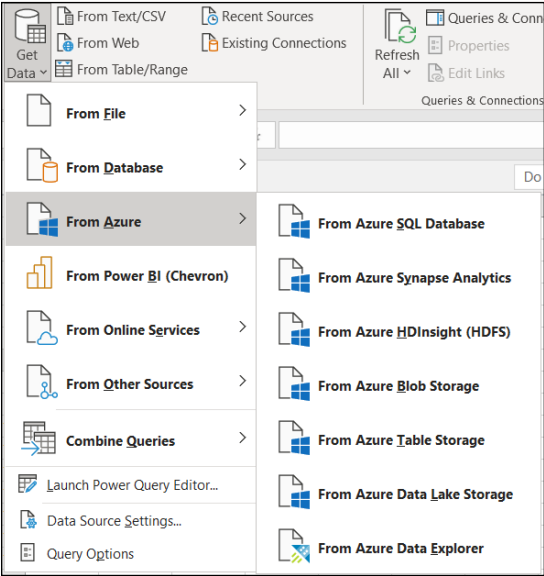 Get
Data
From Text/CSV
From Web
From Table/Range
Recent Sources
Existing Connections
Refresh
All
Queries & Conn
Properties
Edit Links
Queries & Connections
Do
From File
From Database
From Azure
From Power BI (Chevron)
From Online Services
From Other Sources
Combine Queries
Launch Power Query Editor...
Data Source Settings...
Query Options
From Azure SQL Database
From Azure Synapse Analytics
From Azure HDInsight (HDFS)
From Azure Blob Storage
From Azure Table Storage
From Azure Data Lake Storage
From Azure Data Explorer